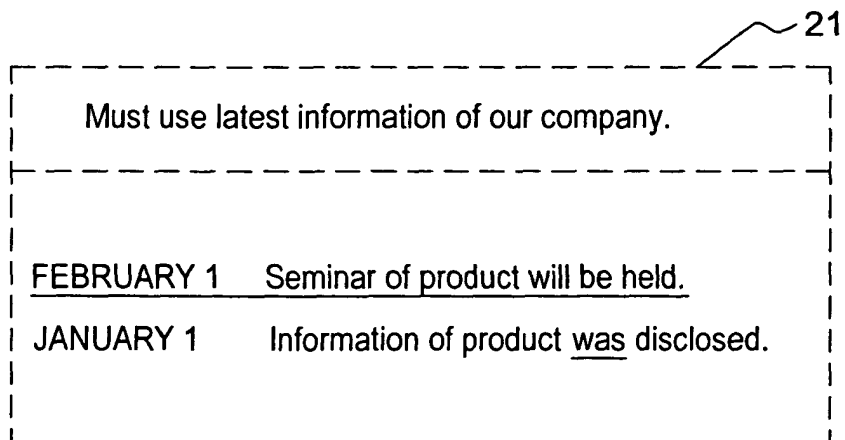 21
Must use latest information of our company.
FEBRUARY 1 Seminar of product will be held.
JANUARY 1 Information of product was disclosed.